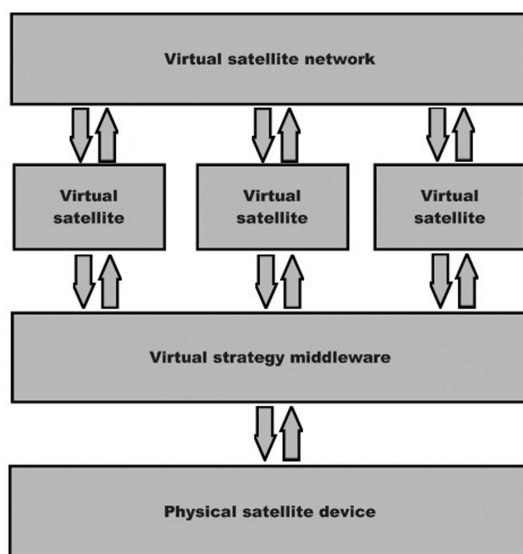 Virtual satellite network
Virtual
satellite
Virtual
satellite
Virtual
satellite
Virtual strategy middleware
Physical satellite device